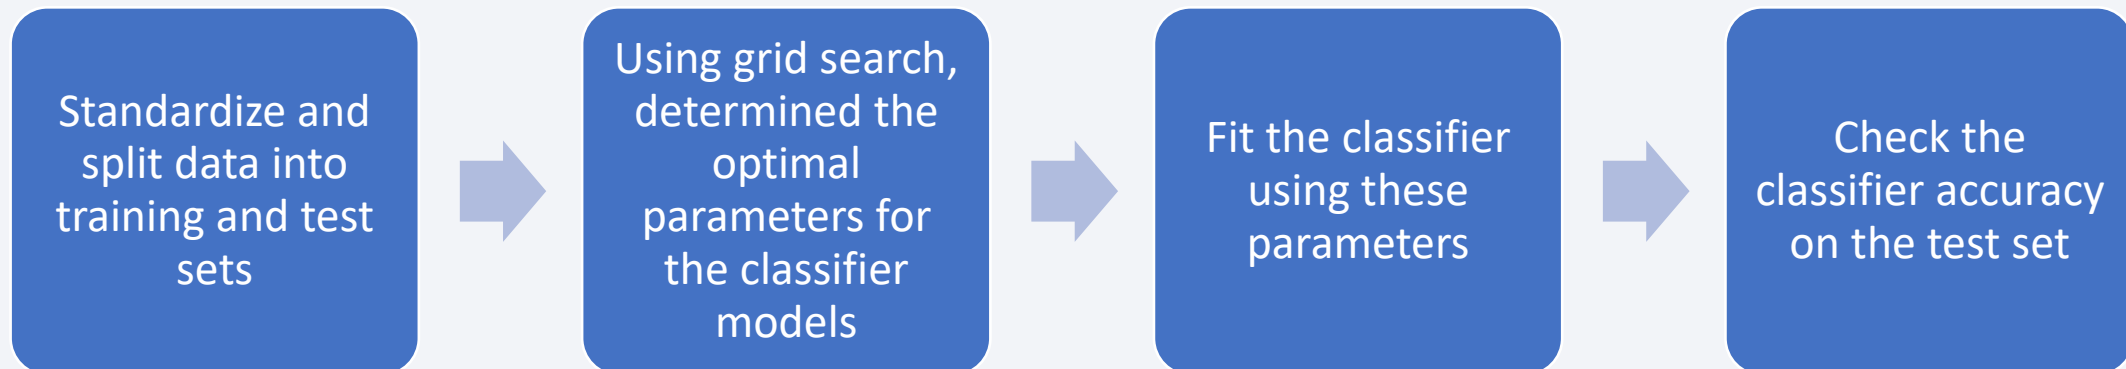 Standardize and
split data into
training and test
sets
Using grid search,
determined the
optimal
parameters for
the classifier
models
Fit the classifier
using these
parameters
Check the
classifier accuracy
on the test set